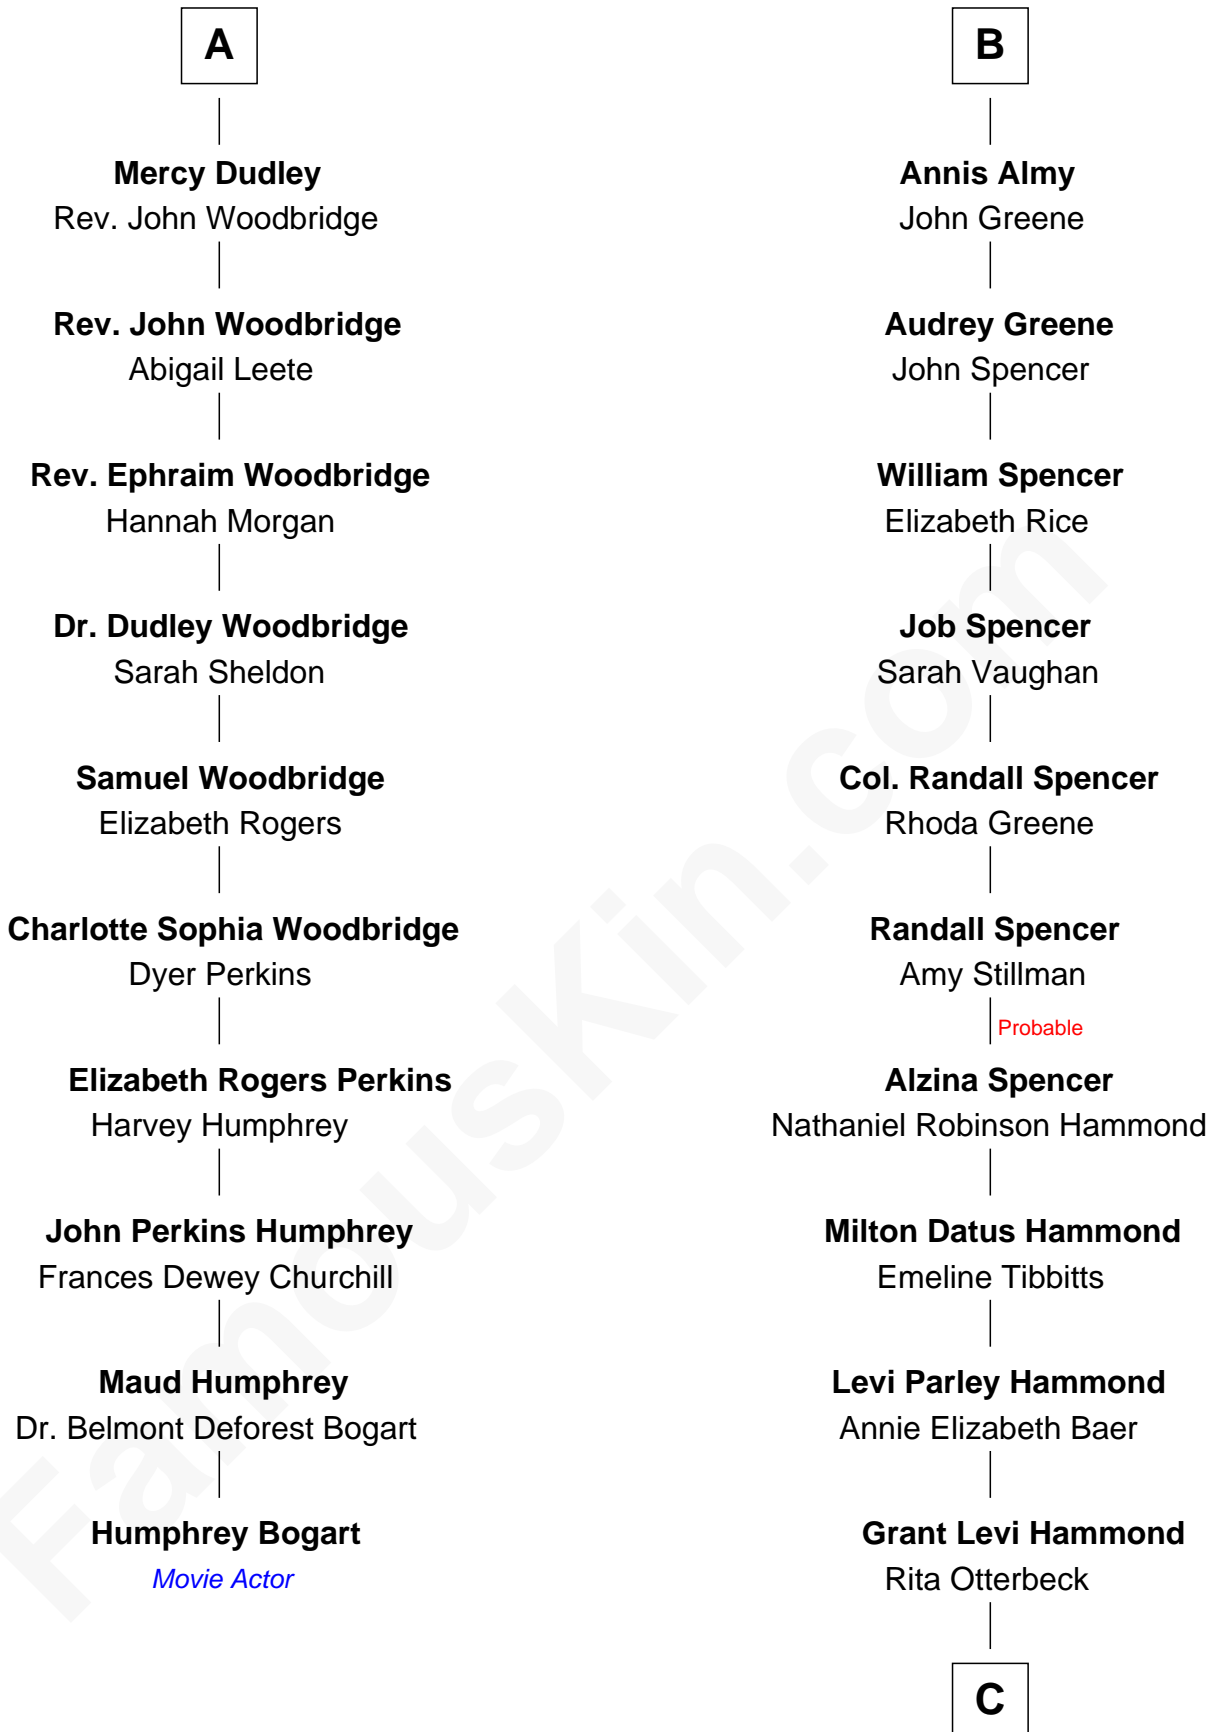 A
Mercy Dudley
Rev. John Woodbridge
Rev. John Woodbridge
Abigail Leete
Rev. Ephraim Woodbridge
Hannah Morgan
Dr. Dudley Woodbridge
Sarah Sheldon
Samuel Woodbridge
Elizabeth Rogers
Charlotte Sophia Woodbridge
Dyer Perkins
Elizabeth Rogers Perkins
Harvey Humphrey
John Perkins Humphrey
Frances Dewey Churchill
Maud Humphrey
Dr. Belmont Deforest Bogart
Humphrey Bogart
Movie Actor
B
Annis Almy
John Greene
Audrey Greene
John Spencer
William Spencer
Elizabeth Rice
Job Spencer
Sarah Vaughan
Col. Randall Spencer
Rhoda Greene
Randall Spencer
Amy Stillman
Probable
Alzina Spencer
Nathaniel Robinson Hammond
Milton Datus Hammond
Emeline Tibbitts
Levi Parley Hammond
Annie Elizabeth Baer
Grant Levi Hammond
Rita Otterbeck
C
FamousKin.com